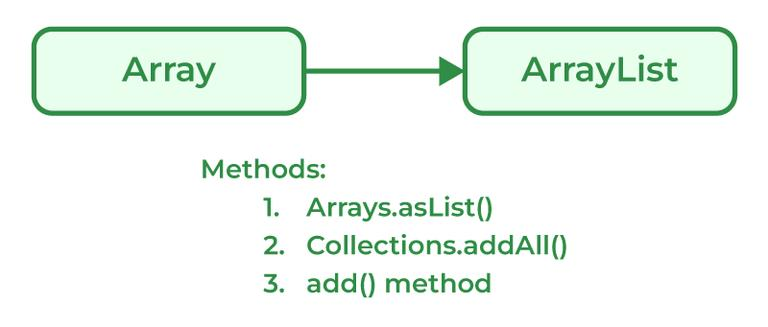 Array
ArrayList
Methods:
1. Arrays.asList()
2. Collections.addAll()
3. add() method